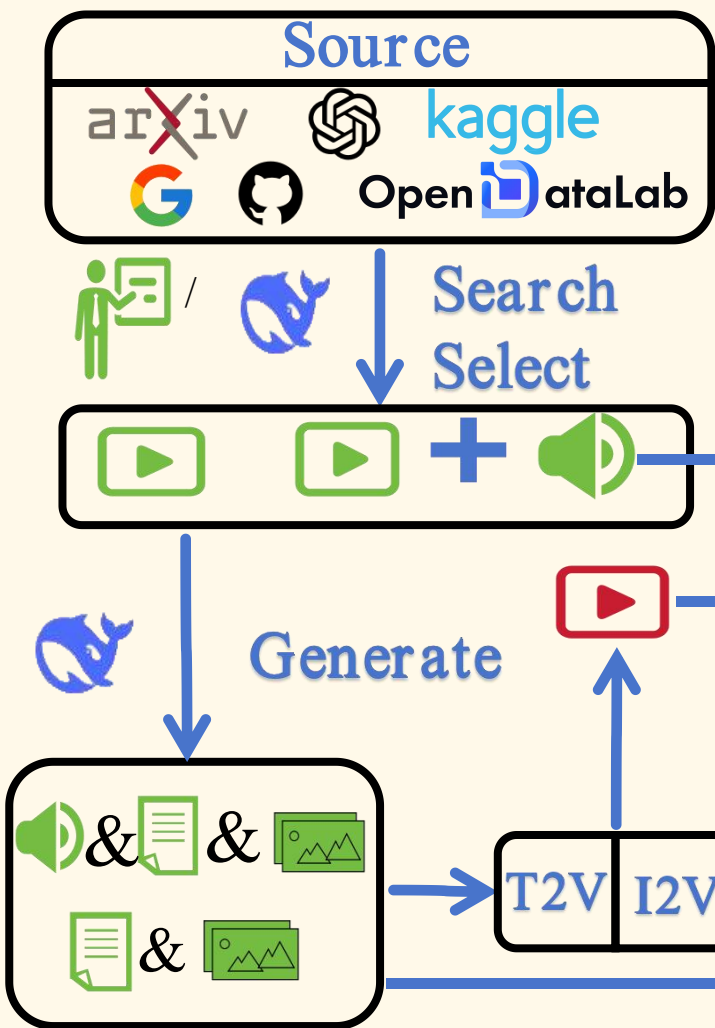 Source
arXiv kaggle
G OpenDataLab
/
Search
Select
+
Generate
& &
T2V I2V
&